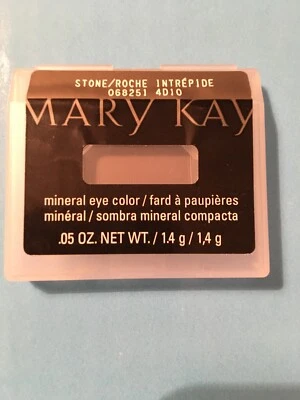 STONE/ROCHE INTRÉPIDE
068251 4D10
MARY KAY
mineral eye color / fard à paupières
minéral / sombra mineral compacta
.05 OZ. NET WT. / 1.4 g / 1,4 g